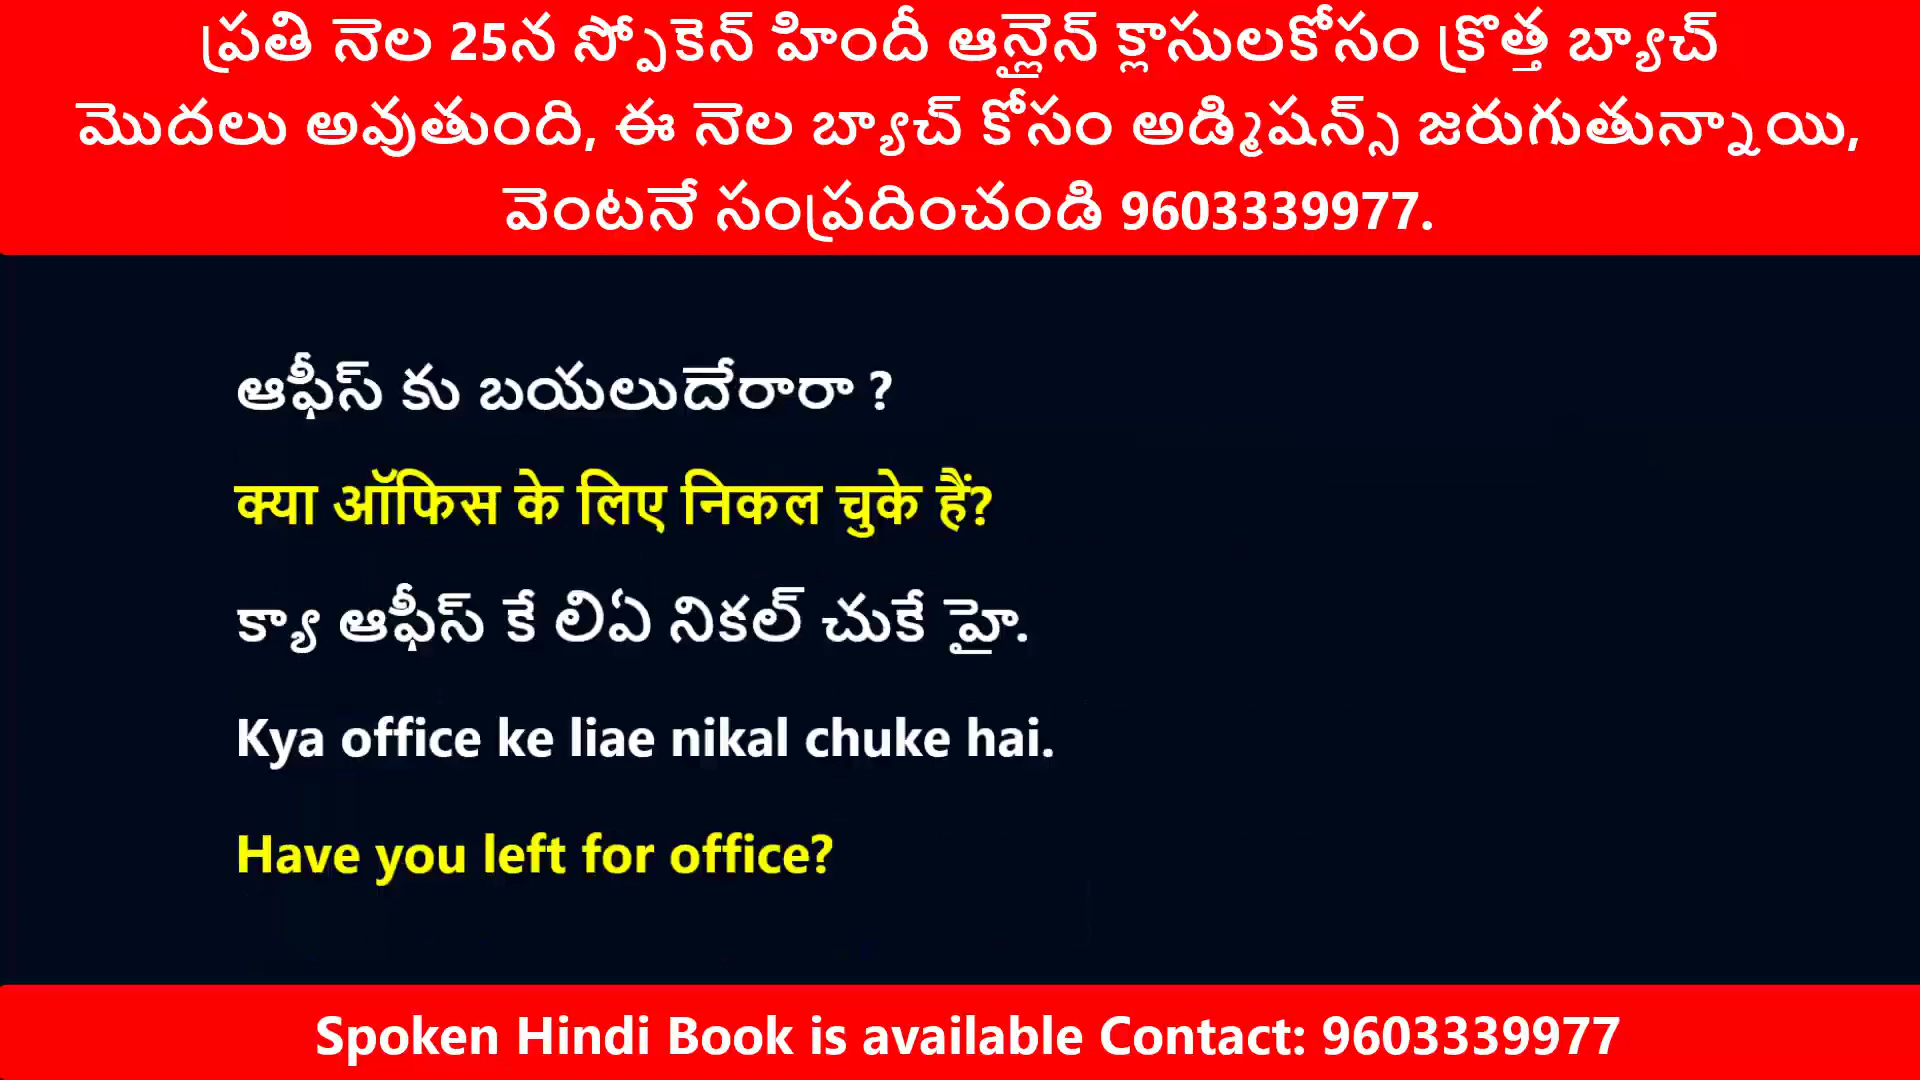 ప్రతి నెల 25న స్పోకెన్ హిందీ ఆన్లైన్ క్లాసులకోసం క్రొత్త బ్యాచ్
మొదలు అవుతుంది, ఈ నెల బ్యాచ్ కోసం అడ్మిషన్స్ జరుగుతున్నాయి,
వెంటనే సంప్రదించండి 9603339977.
ఆఫీస్ కు బయలుదేరారా ?
क्या ऑफिस के लिए निकल चुके हैं?
క్యా ఆఫీస్ కే లిఏ నికల్ చుకే హై.
Kya office ke liae nikal chuke hai.
Have you left for office?
Spoken Hindi Book is available Contact: 9603339977